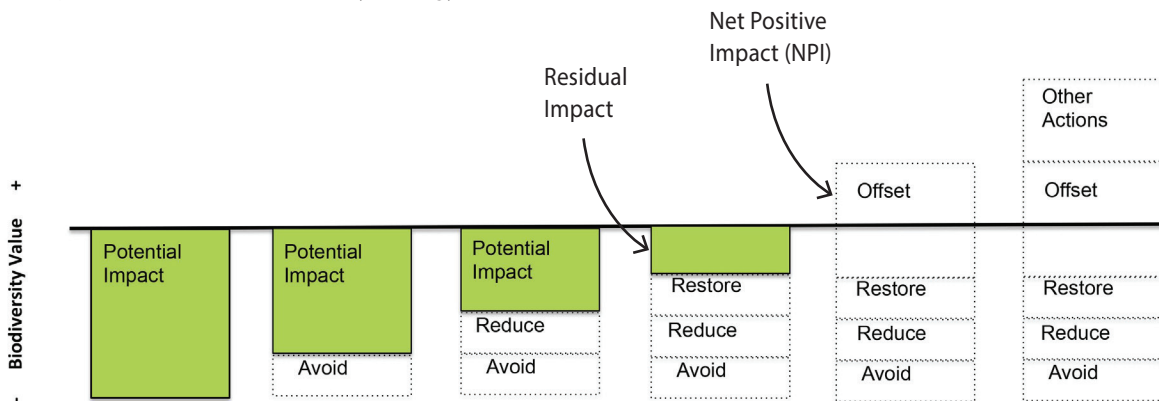 Net Positive
Impact (NPI)
Residual
Impact
Other
Actions
Biodiversity Value
+
-
Potential
Impact
Potential
Impact
Avoid
Potential
Impact
Reduce
Avoid
Restore
Reduce
Avoid
Offset
Restore
Reduce
Avoid
Offset
Restore
Reduce
Avoid